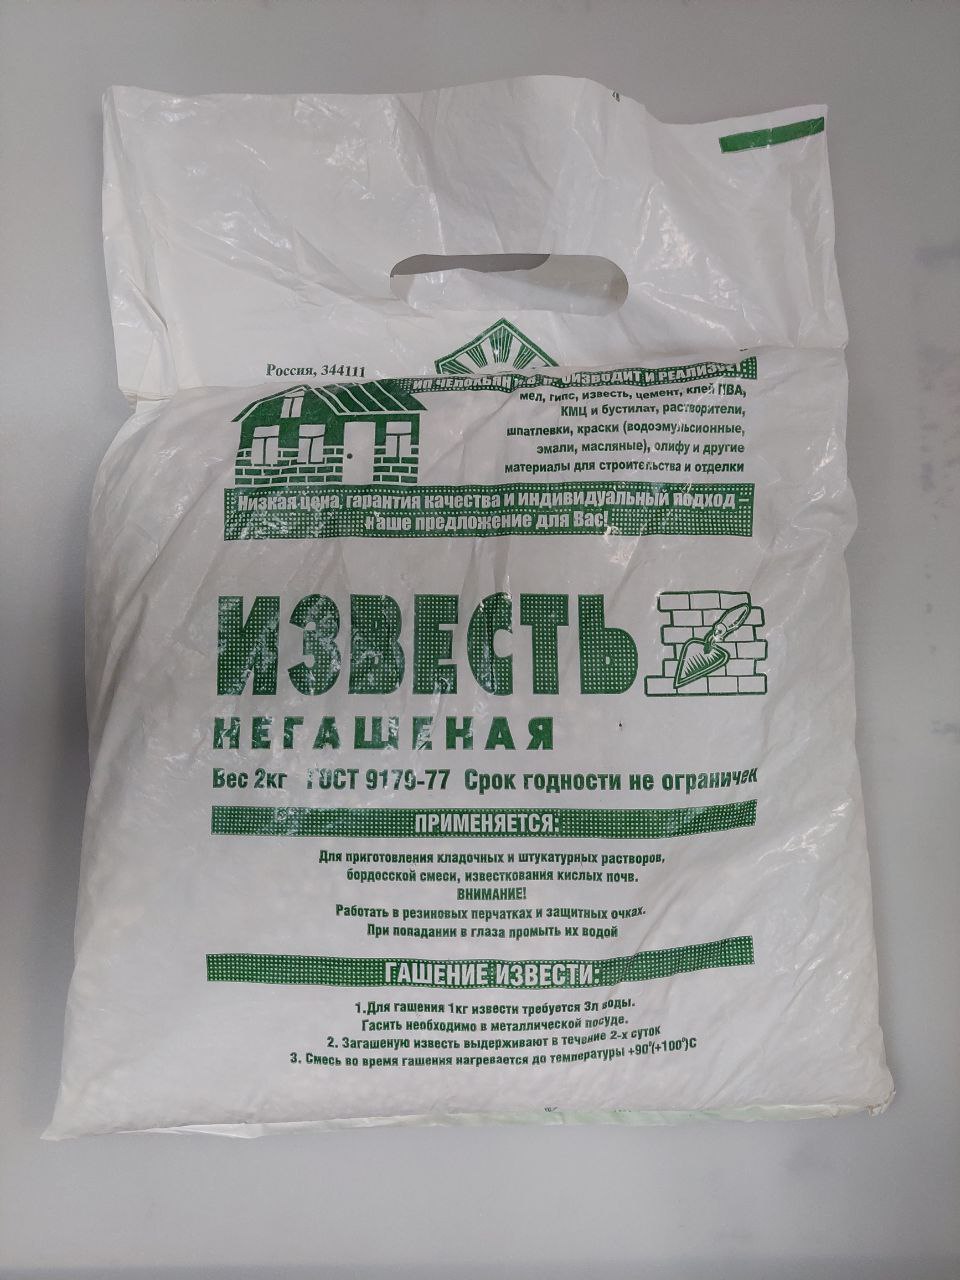 Россия, 344111
ИП ЧЕПОКЬЯН И РЕАЛИЗУЕТ:
мел, гипс, известь, цемент, клей ПВА,
КМЦ и бустилат, растворители,
шпатлевки, краски (водоэмульсионные,
эмали, масляные), олифу и другие
материалы для строительства и отделки
Низкая цена, гарантия качества и индивидуальный подход –
наше предложение для Вас!
ИЗВЕСТЬ
НЕГАШЕНАЯ
Вес 2кг ГОСТ 9179-77 Срок годности не ограничен
ПРИМЕНЯЕТСЯ:
Для приготовления кладочных и штукатурных растворов,
бордосской смеси, известкования кислых почв.
ВНИМАНИЕ!
Работать в резиновых перчатках и защитных очках.
При попадании в глаза промыть их водой
ГАШЕНИЕ ИЗВЕСТИ:
1.Для гашения 1кг извести требуется 3л воды.
Гасить необходимо в металлической посуде.
2. Загашеную известь выдерживают в течение 2-х суток
3. Смесь во время гашения нагревается до температуры +90°(+100°)С